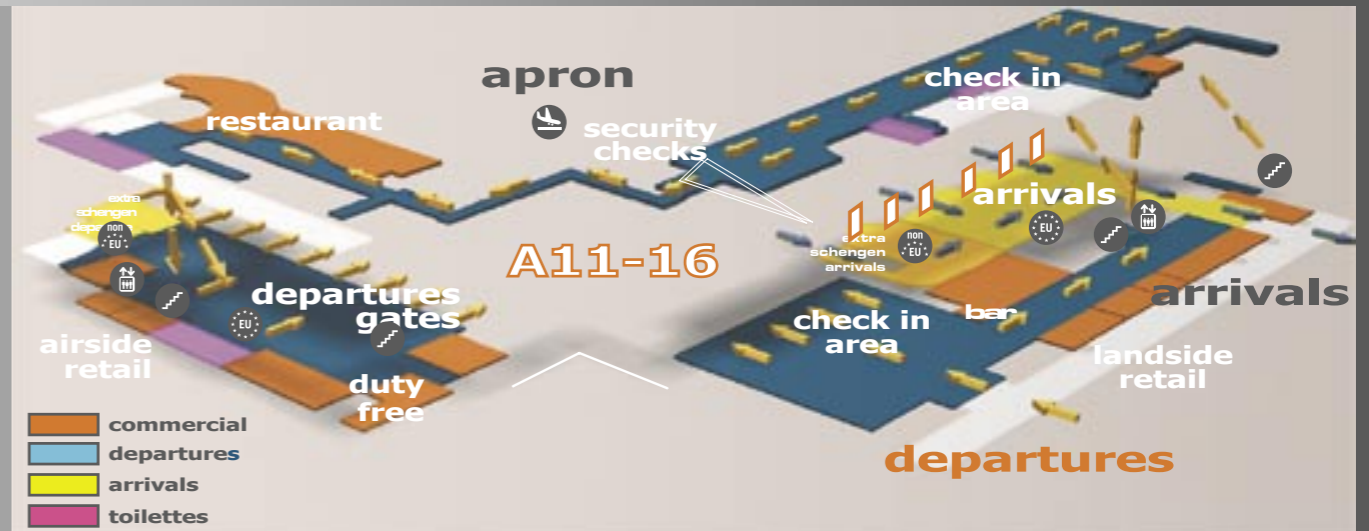 apron
check in
area
restaurant
security
checks
arrivals
extra
schengen
non
EU
EU
non
EU
extra
schengen
arrivals
A11-16
departures
gates
EU
arrivals
bar
check in
area
airside
retail
landside
retail
duty
free
commercial
departures
departures
arrivals
toilettes